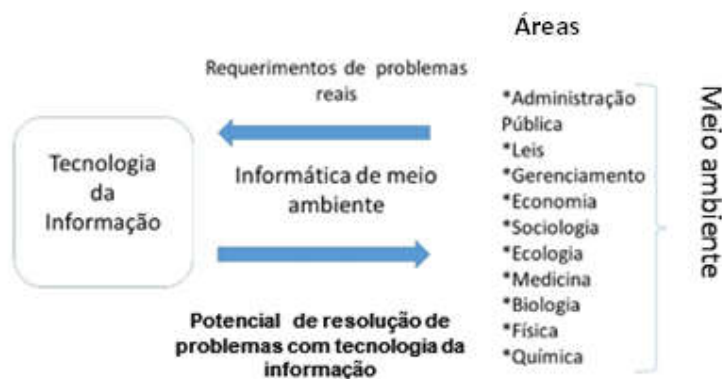 Áreas
Requerimentos de problemas
reais
Tecnologia
da
Informação
Informática de meio
ambiente
Potencial de resolução de
problemas com tecnologia da
informação
*Administração
Pública
*Leis
*Gerenciamento
*Economia
*Sociologia
*Ecologia
*Medicina
*Biologia
*Física
*Química
Meio ambiente